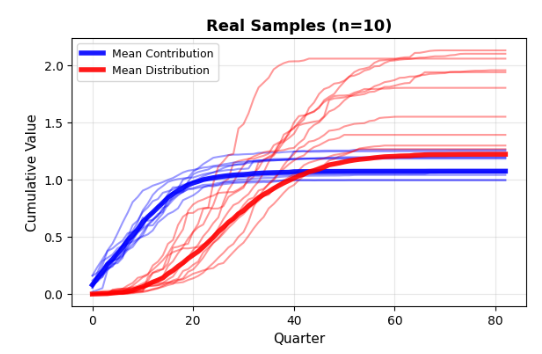 Real Samples (n=10)
Mean Contribution
Mean Distribution
Cumulative Value
2.0
1.5
1.0
0.5
0.0
0
20
40
60
80
Quarter